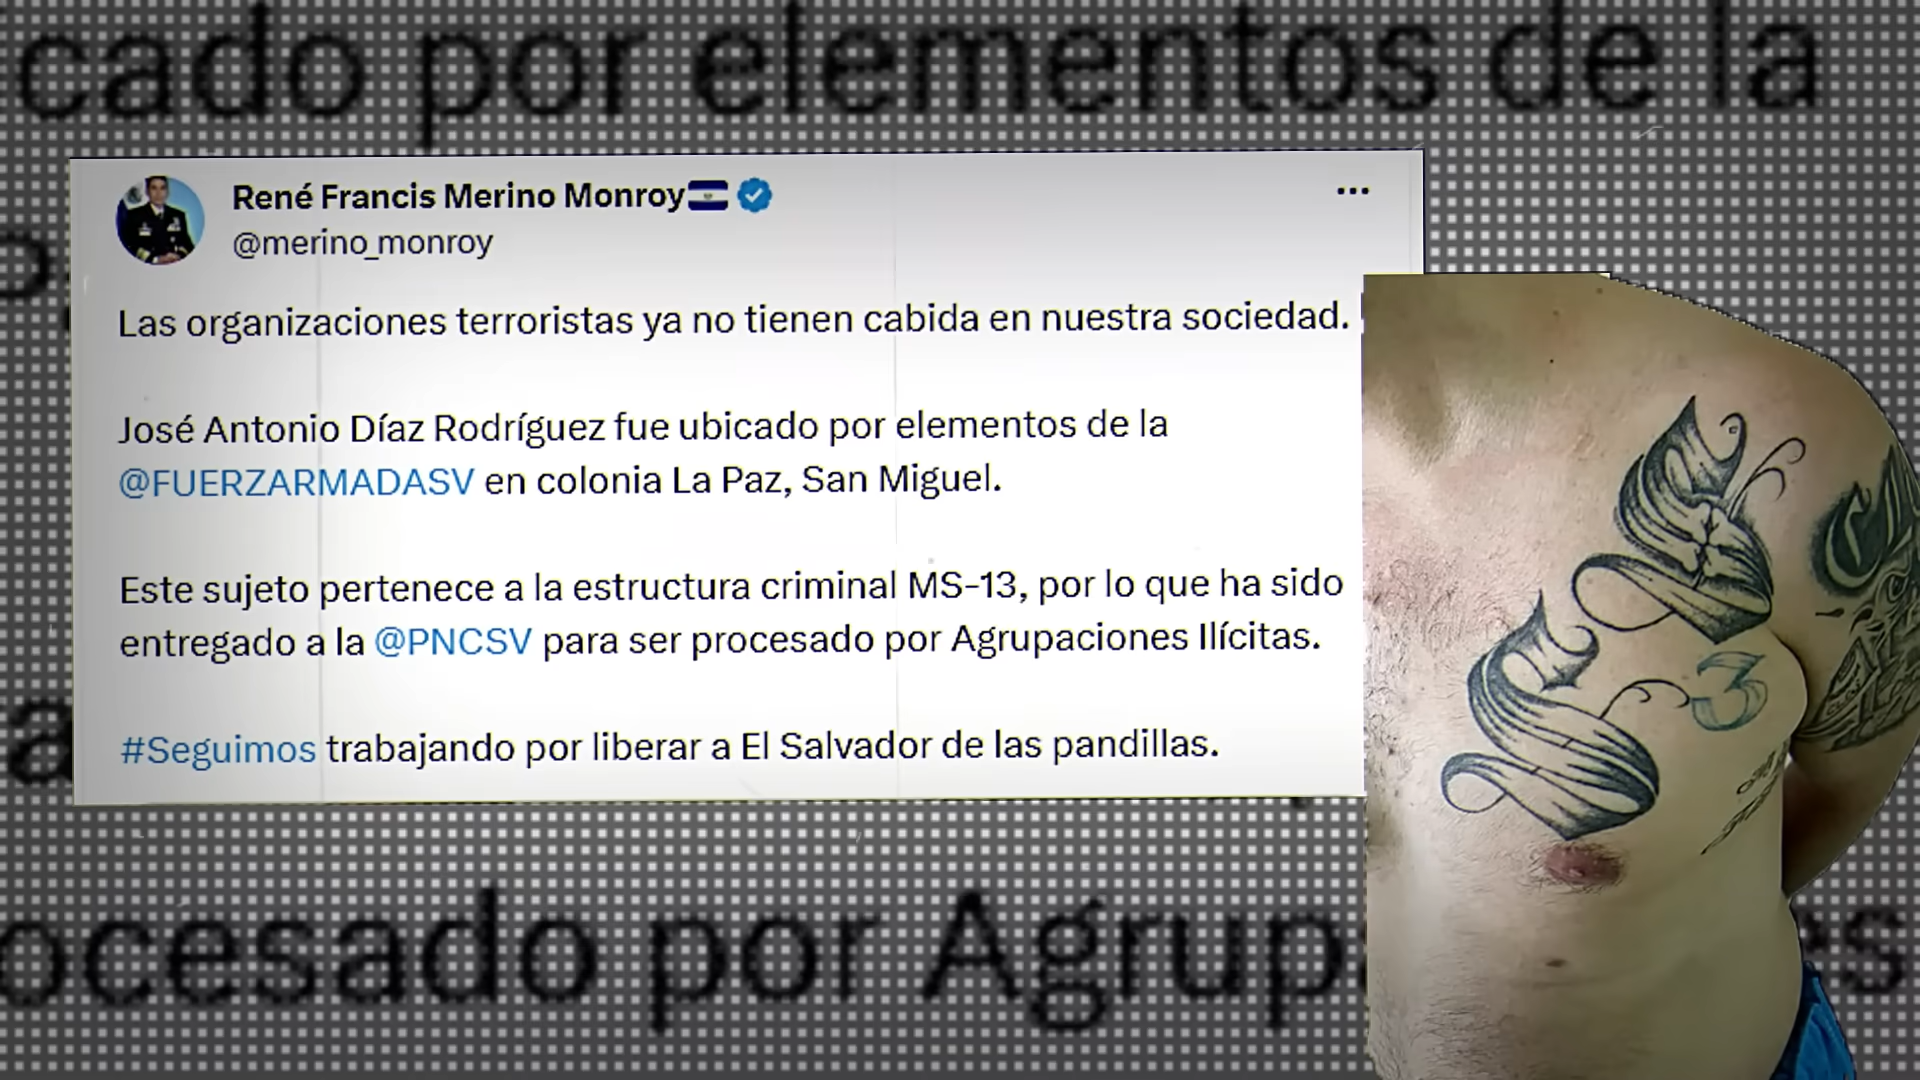 cado por elementos de la
René Francis Merino Monroy
@merino_monroy
Las organizaciones terroristas ya no tienen cabida en nuestra sociedad.
José Antonio Díaz Rodríguez fue ubicado por elementos de la
@FUERZARMADASV en colonia La Paz, San Miguel.
Este sujeto pertenece a la estructura criminal MS-13, por lo que ha sido
entregado a la @PNCSV para ser procesado por Agrupaciones Ilícitas.
#Seguimos trabajando por liberar a El Salvador de las pandillas.
3
ocesado por Agrup es